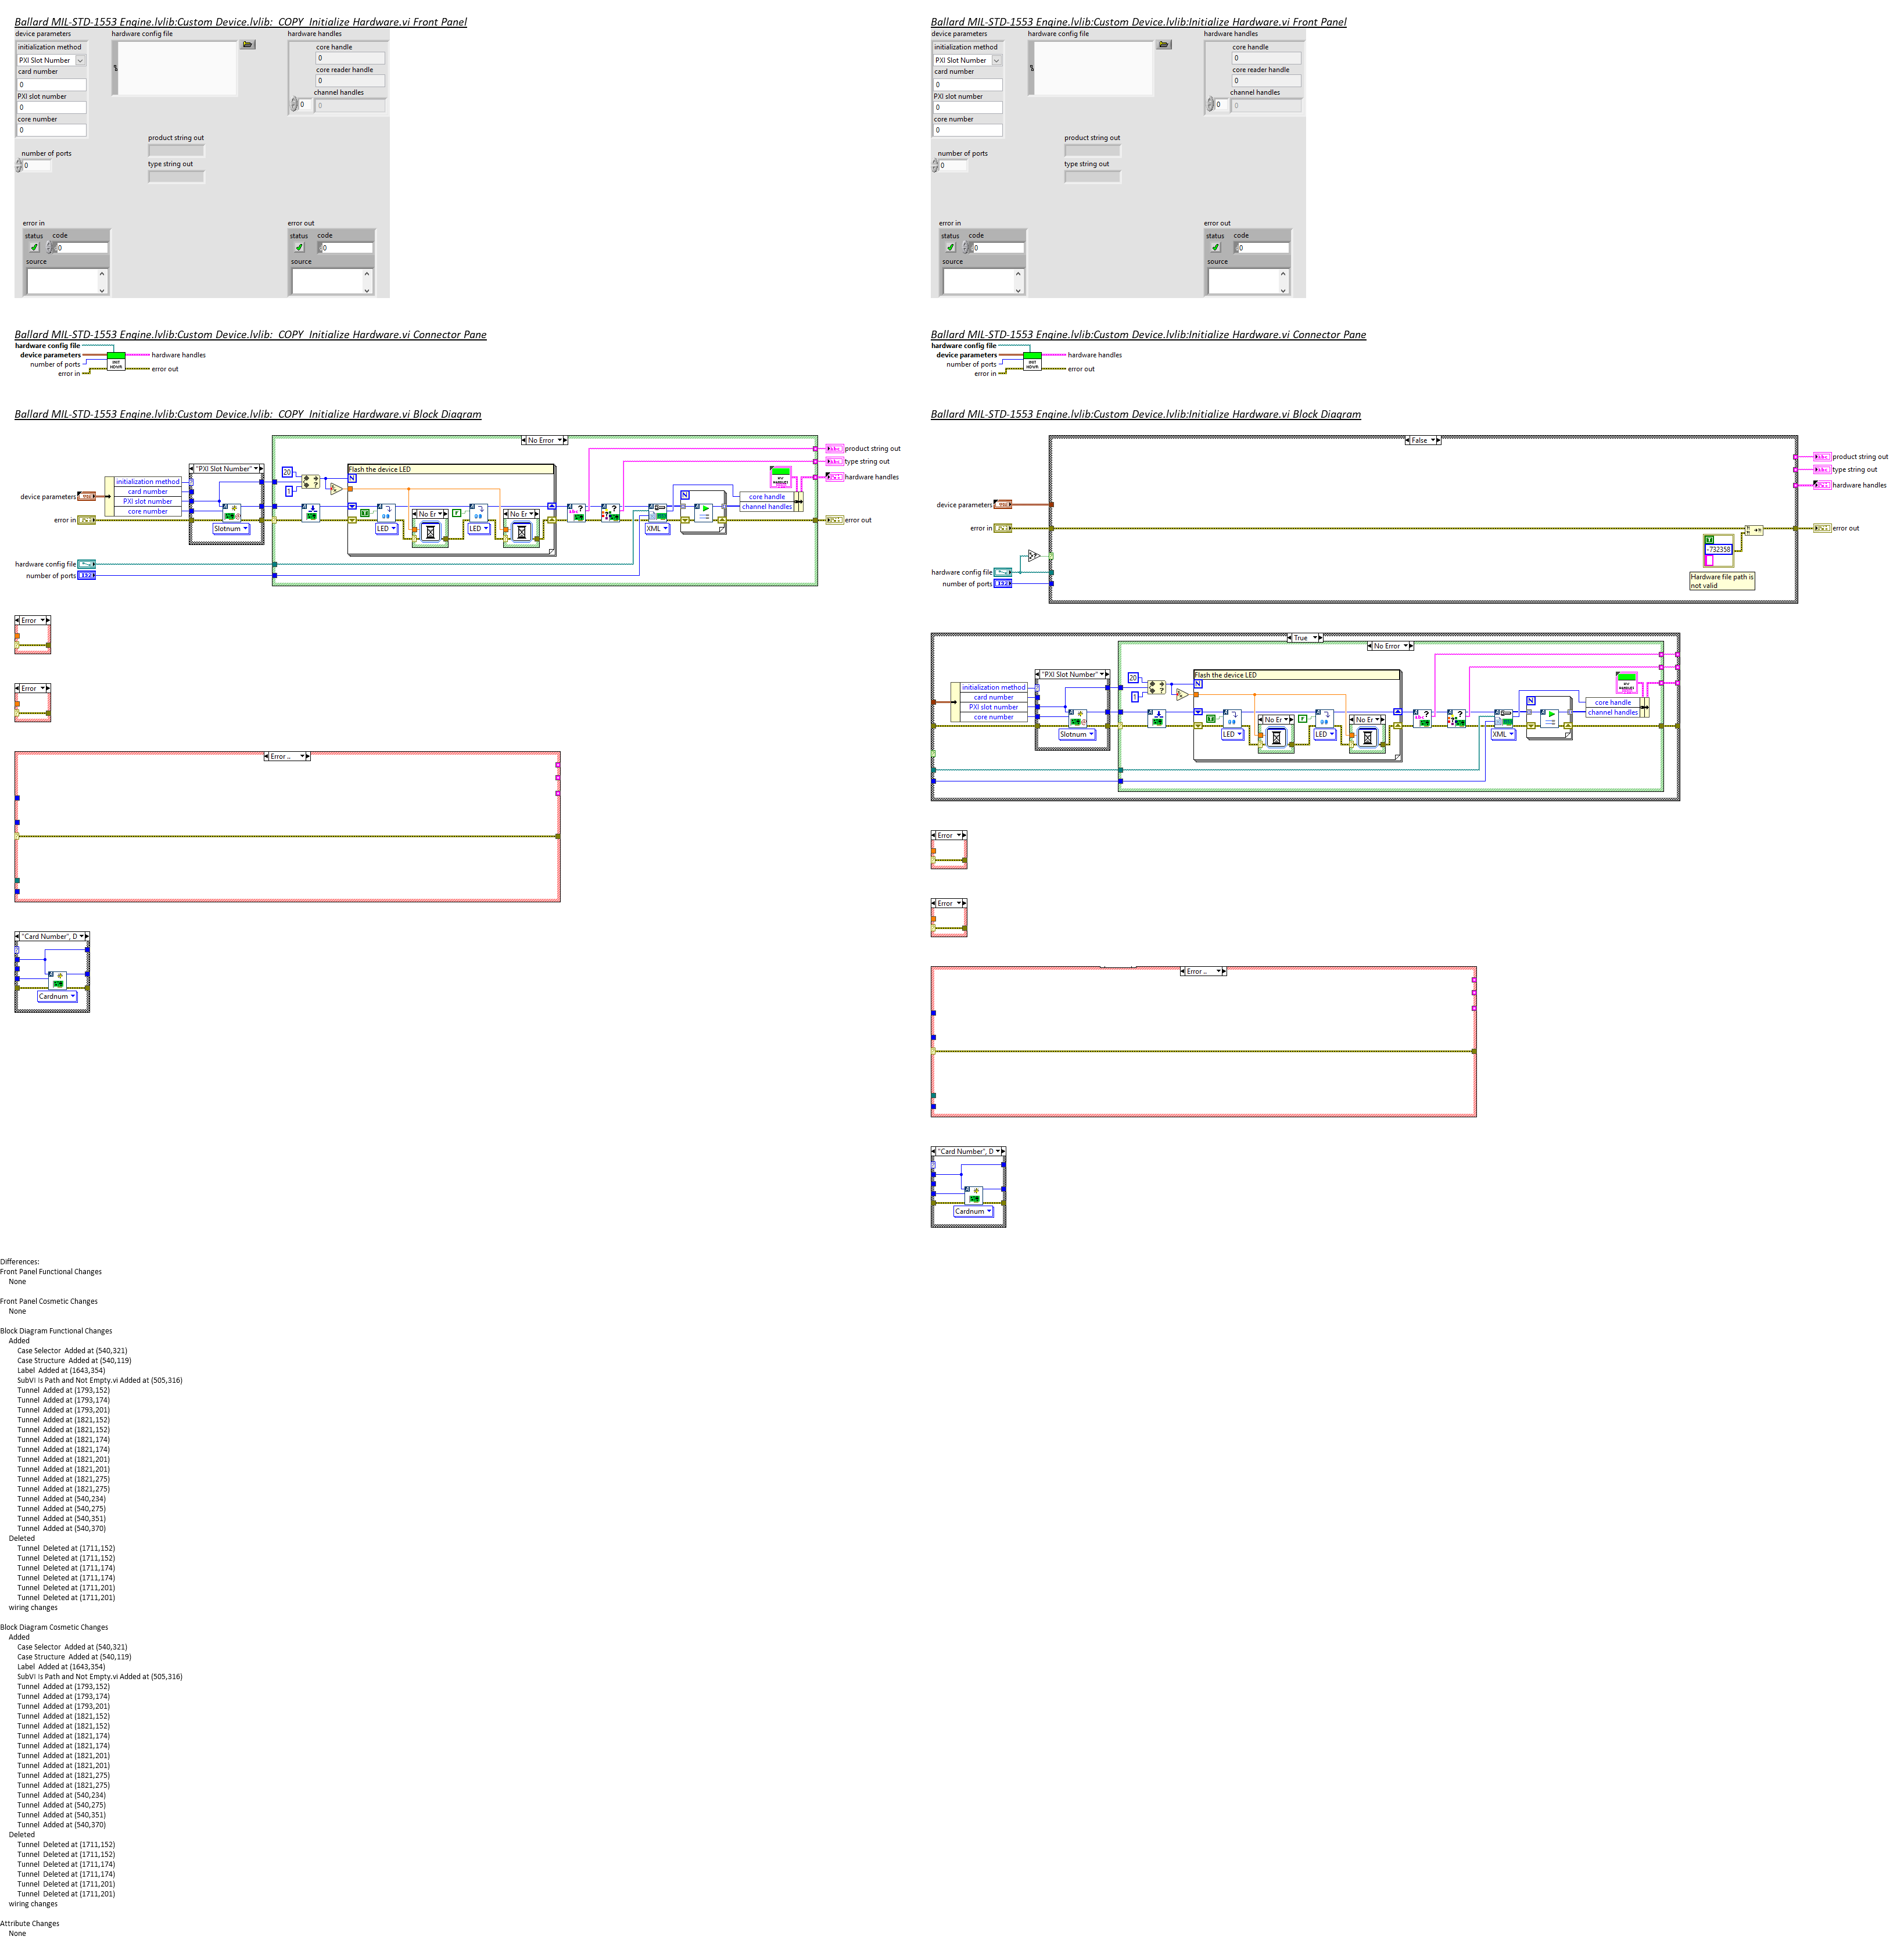 Ballard MIL-STD-1553 Engine.lvlib:Custom Device.lvlib:_COPY_Initialize Hardware.vi Front Panel
device parameters
hardware config file
hardware handles
initialization method
PXI Slot Number
card number
0
PXI slot number
0
core number
0
core handle
0
core reader handle
0
channel handles
0
0
product string out
number of ports
0
type string out
error in
error out
status code
0
source
status code
0
source
Ballard MIL-STD-1553 Engine.lvlib:Custom Device.lvlib:_COPY_Initialize Hardware.vi Connector Pane
hardware config file
device parameters
number of ports
error in
hardware handles
error out
INIT
HDWR
Ballard MIL-STD-1553 Engine.lvlib:Custom Device.lvlib:_COPY_Initialize Hardware.vi Block Diagram
No Error
product string out
type string out
hardware handles
"PXI Slot Number"
20
1
Flash the device LED
N
device parameters
initialization method
card number
PXI slot number
core number
error in
Slotnum
LED
No Er
LED
No Er
XML
N
core handle
channel handles
error out
hardware config file
number of ports
Error
Error
Error ..
"Card Number", D
Cardnum
Ballard MIL-STD-1553 Engine.lvlib:Custom Device.lvlib:Initialize Hardware.vi Front Panel
device parameters
hardware config file
hardware handles
initialization method
PXI Slot Number
card number
0
PXI slot number
0
core number
0
core handle
0
core reader handle
0
channel handles
0
0
product string out
number of ports
0
type string out
error in
error out
status code
0
source
status code
0
source
Ballard MIL-STD-1553 Engine.lvlib:Custom Device.lvlib:Initialize Hardware.vi Connector Pane
hardware config file
device parameters
number of ports
error in
hardware handles
error out
INIT
HDWR
Ballard MIL-STD-1553 Engine.lvlib:Custom Device.lvlib:Initialize Hardware.vi Block Diagram
False
product string out
type string out
hardware handles
device parameters
error in
error out
-732358
hardware config file
number of ports
Hardware file path is
not valid
True
No Error
"PXI Slot Number"
20
1
Flash the device LED
N
initialization method
card number
PXI slot number
core number
Slotnum
LED
No Er
LED
No Er
XML
N
core handle
channel handles
Error
Error
Error ..
"Card Number", D
Cardnum
Differences:
Front Panel Functional Changes
None
Front Panel Cosmetic Changes
None
Block Diagram Functional Changes
Added
Case Selector Added at (540,321)
Case Structure Added at (540,119)
Label Added at (1643,354)
SubVI Is Path and Not Empty.vi Added at (505,316)
Tunnel Added at (1793,152)
Tunnel Added at (1793,174)
Tunnel Added at (1793,201)
Tunnel Added at (1821,152)
Tunnel Added at (1821,152)
Tunnel Added at (1821,174)
Tunnel Added at (1821,174)
Tunnel Added at (1821,201)
Tunnel Added at (1821,201)
Tunnel Added at (1821,275)
Tunnel Added at (1821,275)
Tunnel Added at (540,234)
Tunnel Added at (540,275)
Tunnel Added at (540,351)
Tunnel Added at (540,370)
Deleted
Tunnel Deleted at (1711,152)
Tunnel Deleted at (1711,152)
Tunnel Deleted at (1711,174)
Tunnel Deleted at (1711,174)
Tunnel Deleted at (1711,201)
Tunnel Deleted at (1711,201)
wiring changes
Block Diagram Cosmetic Changes
Added
Case Selector Added at (540,321)
Case Structure Added at (540,119)
Label Added at (1643,354)
SubVI Is Path and Not Empty.vi Added at (505,316)
Tunnel Added at (1793,152)
Tunnel Added at (1793,174)
Tunnel Added at (1793,201)
Tunnel Added at (1821,152)
Tunnel Added at (1821,152)
Tunnel Added at (1821,174)
Tunnel Added at (1821,174)
Tunnel Added at (1821,201)
Tunnel Added at (1821,201)
Tunnel Added at (1821,275)
Tunnel Added at (1821,275)
Tunnel Added at (540,234)
Tunnel Added at (540,275)
Tunnel Added at (540,351)
Tunnel Added at (540,370)
Deleted
Tunnel Deleted at (1711,152)
Tunnel Deleted at (1711,152)
Tunnel Deleted at (1711,174)
Tunnel Deleted at (1711,174)
Tunnel Deleted at (1711,201)
Tunnel Deleted at (1711,201)
wiring changes
Attribute Changes
None